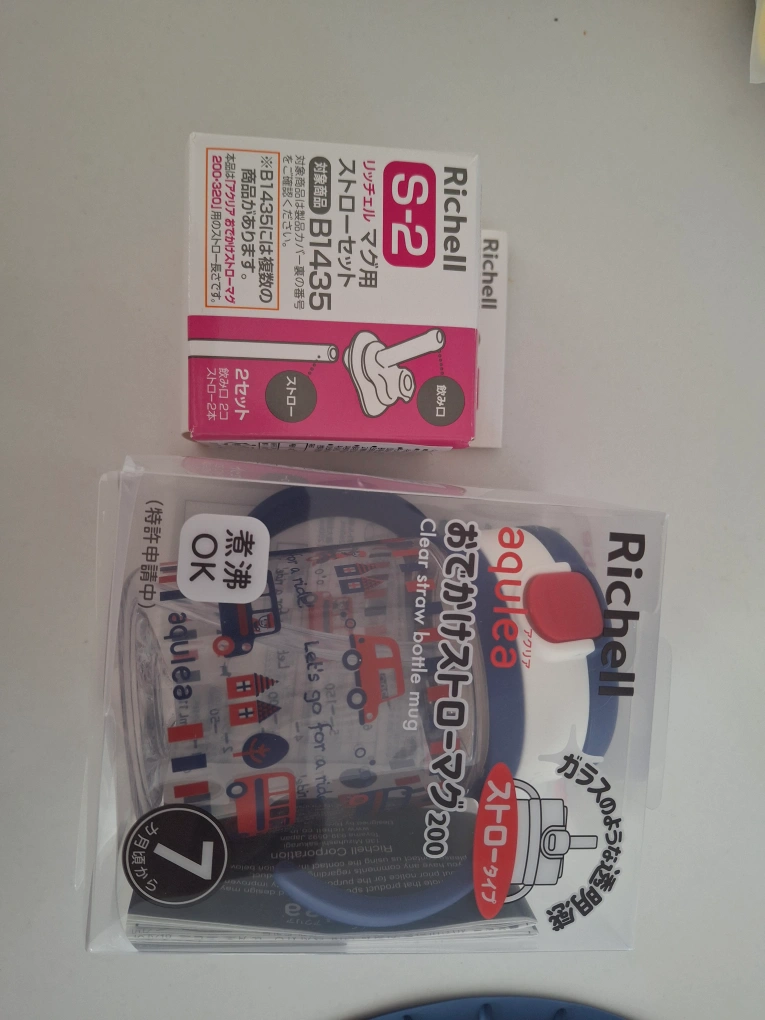 Richell
S-2
リッチェル マグ用
ストローセット
対象商品 B1435
対象商品は製品カバー裏の番号
をご確認ください。
※B1435には複数の
商品があります。
本品は「アクリア おでかけストローマグ
200・320」用のストロー長さです。
飲み口
ストロー
2セット
飲み口 2コ
ストロー2本
Richell
Richell
aqulea
アクリア
おでかけストローマグ200
Clear straw bottle mug
煮沸
OK
(特許申請中)
ガラスのような透明感
ストロータイプ
7
カ月頃から
Let's go for a ride
aqulea
Richell Corporation